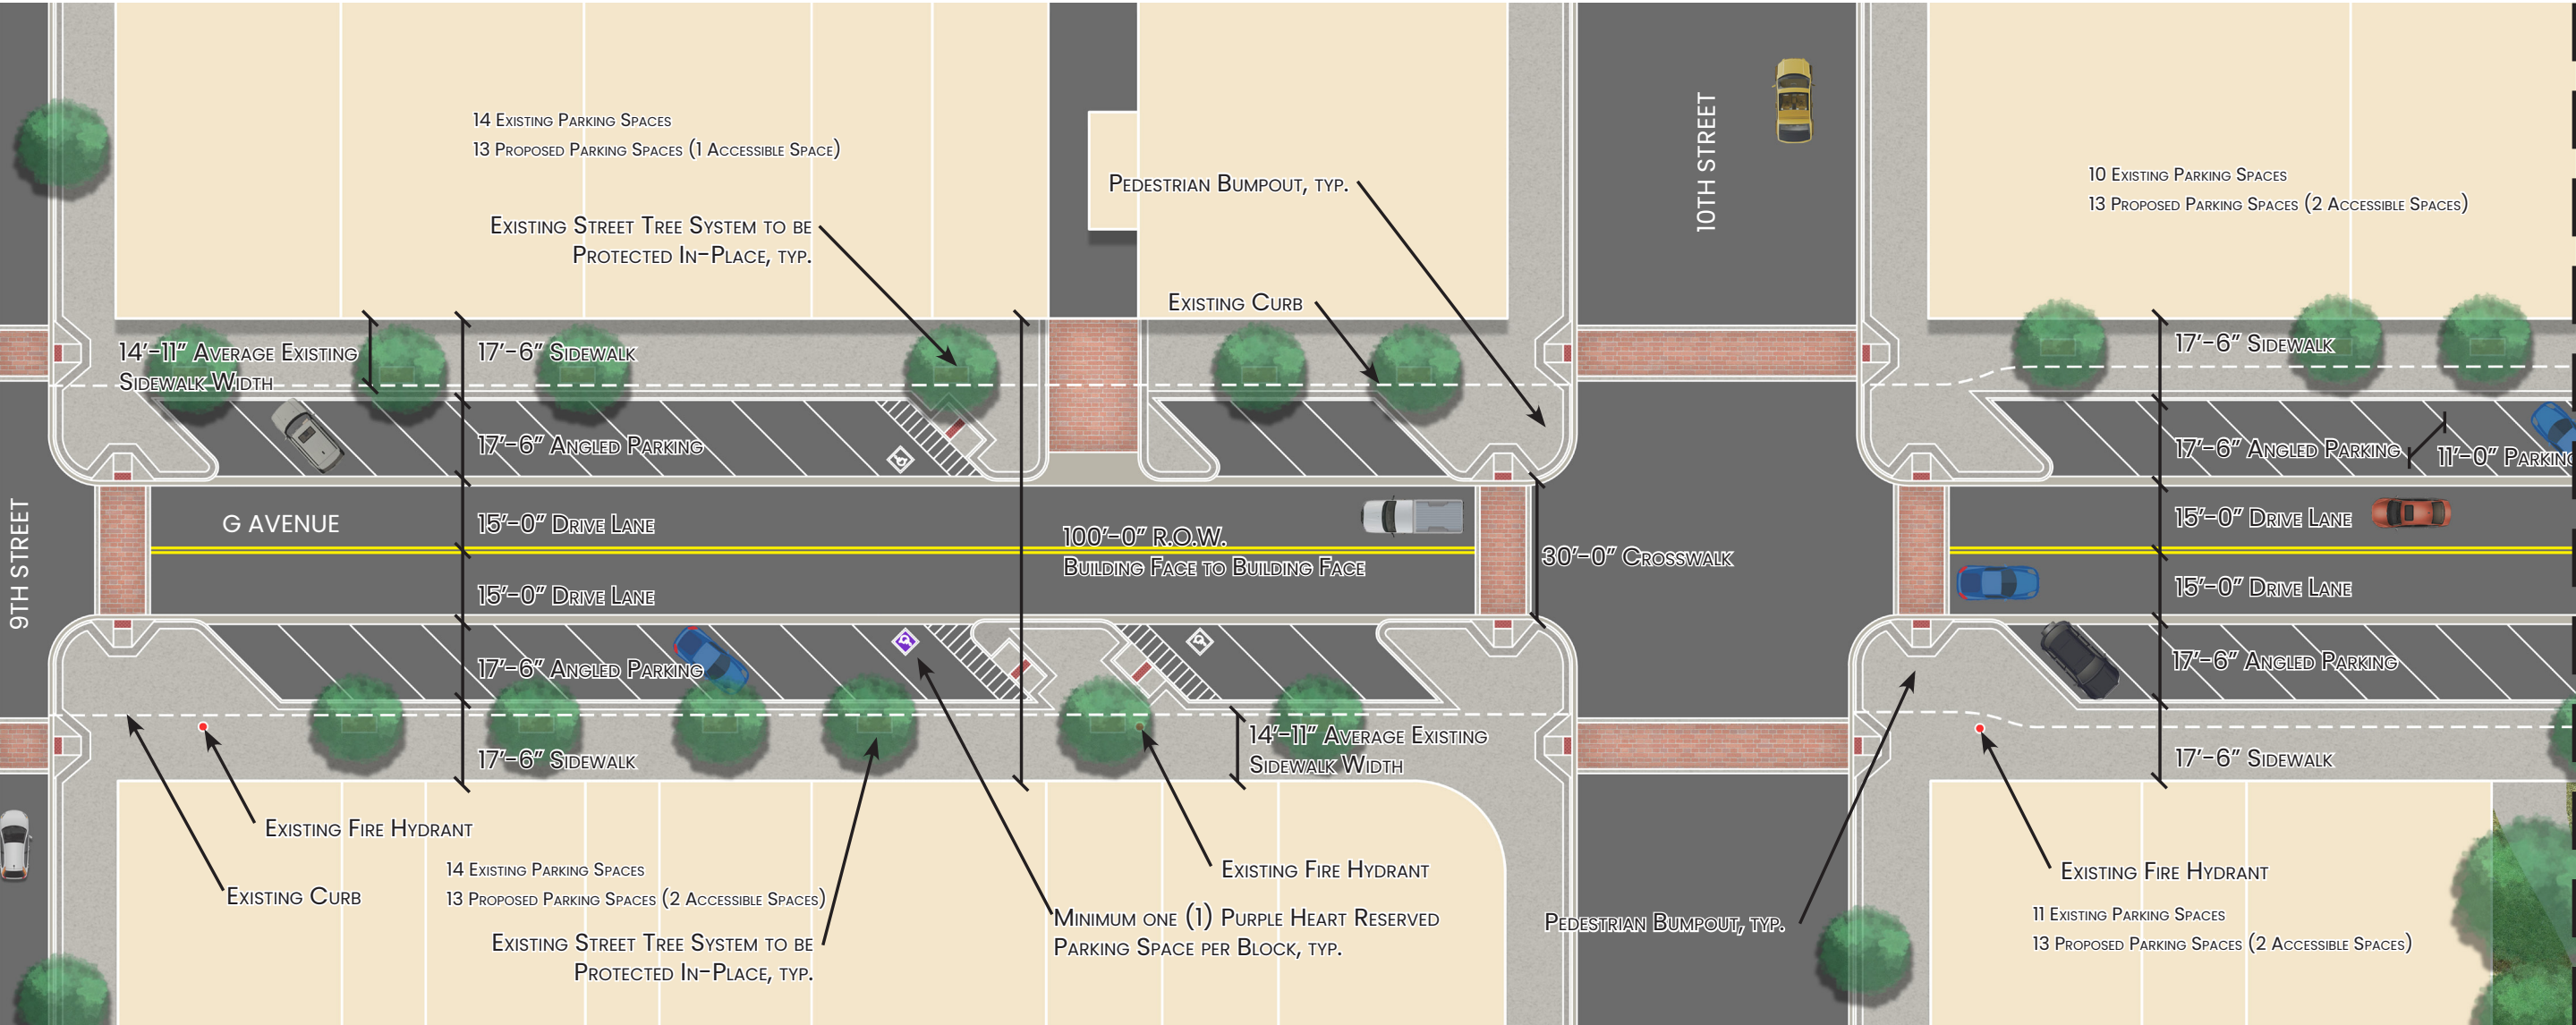 14 Existing Parking Spaces
13 Proposed Parking Spaces (1 Accessible Space)
Existing Street Tree System to be
Protected In-Place, typ.
Pedestrian Bumpout, typ.
Existing Curb
10TH STREET
10 Existing Parking Spaces
13 Proposed Parking Spaces (2 Accessible Spaces)
14'-11" Average Existing
Sidewalk Width
17'-6" Sidewalk
17'-6" Angled Parking
15'-0" Drive Lane
15'-0" Drive Lane
17'-6" Angled Parking
17'-6" Sidewalk
G AVENUE
9TH STREET
100'-0" R.O.W.
Building Face to Building Face
30'-0" Crosswalk
17'-6" Sidewalk
17'-6" Angled Parking
11'-0" Parking
15'-0" Drive Lane
15'-0" Drive Lane
17'-6" Angled Parking
17'-6" Sidewalk
14'-11" Average Existing
Sidewalk Width
Existing Fire Hydrant
Existing Curb
14 Existing Parking Spaces
13 Proposed Parking Spaces (2 Accessible Spaces)
Existing Street Tree System to be
Protected In-Place, typ.
Existing Fire Hydrant
Minimum one (1) Purple Heart Reserved
Parking Space per Block, typ.
Pedestrian Bumpout, typ.
Existing Fire Hydrant
11 Existing Parking Spaces
13 Proposed Parking Spaces (2 Accessible Spaces)